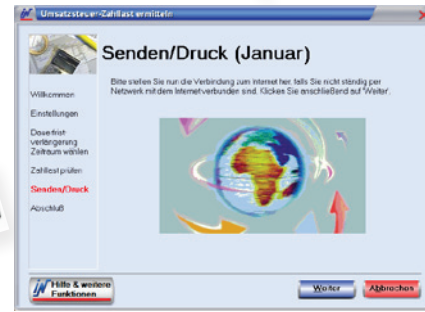 Umsatzsteuer-Zahllast ermitteln
Senden/Druck (Januar)
Bitte stellen Sie nun die Verbindung zum Internet her, falls Sie nicht ständig per
Netzwerk mit dem Internet verbunden sind. Klicken Sie anschließend auf 'Weiter'.
Willkommen
Einstellungen
Dauerfrist
verlängerung
Zeitraum wählen
Zahllast prüfen
Senden/Druck
Abschluß
Hilfe & weitere
Funktionen
Weiter
Abbrechen